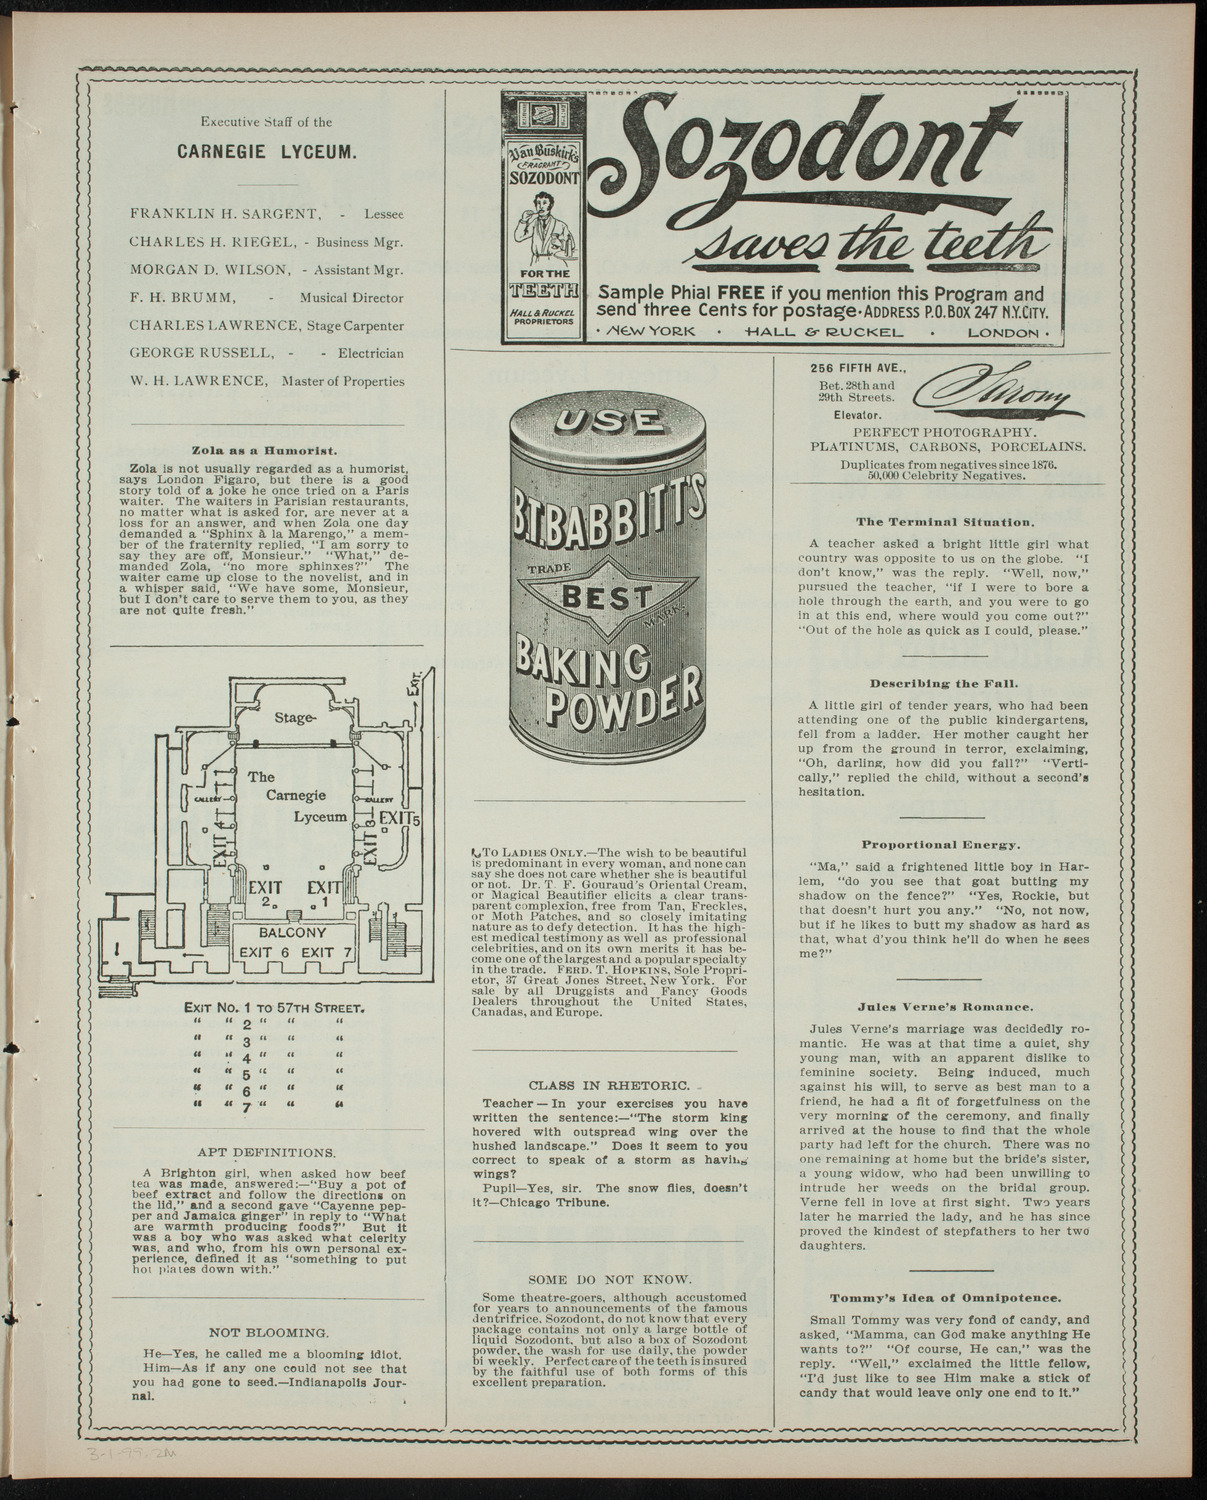 Executive Staff of the
CARNEGIE LYCEUM.
FRANKLIN H. SARGENT, - Lessee
CHARLES H. RIEGEL, - Business Mgr.
MORGAN D. WILSON, - Assistant Mgr.
F. H. BRUMM, - Musical Director
CHARLES LAWRENCE, Stage Carpenter
GEORGE RUSSELL, - - Electrician
W. H. LAWRENCE, Master of Properties
Zola as a Humorist.
Zola is not usually regarded as a humorist,
says London Figaro, but there is a good
story told of a joke he once tried on a Paris
waiter. The waiters in Parisian restaurants,
no matter what is asked for, are never at a
loss for an answer, and when Zola one day
demanded a "Sphinx à la Marengo," a mem-
ber of the fraternity replied, "I am sorry to
say they are off, Monsieur." "What," de-
manded Zola, "no more sphinxes?" The
waiter came up close to the novelist, and in
a whisper said, "We have some, Monsieur,
but I don't care to serve them to you, as they
are not quite fresh."
EXIT.
Stage-
The
Carnegie
Lyceum
GALLERY
GALLERY
EXIT 4
EXIT 3
EXIT 5
EXIT 2
EXIT 1
BALCONY
EXIT 6 EXIT 7
EXIT NO. 1 TO 57TH STREET.
" " 2 " " "
" " 3 " " "
" " 4 " " "
" " 5 " " "
" " 6 " " "
" " 7 " " "
APT DEFINITIONS.
A Brighton girl, when asked how beef
tea was made, answered:—"Buy a pot of
beef extract and follow the directions on
the lid," and a second gave "Cayenne pep-
per and Jamaica ginger" in reply to "What
are warmth producing foods?" But it
was a boy who was asked what celerity
was, and who, from his own personal ex-
perience, defined it as "something to put
hot plates down with."
NOT BLOOMING.
He—Yes, he called me a blooming idiot.
Him—As if any one could not see that
you had gone to seed.—Indianapolis Jour-
nal.
Van Buskirk's
FRAGRANT
SOZODONT
FOR THE
TEETH
HALL & RUCKEL
PROPRIETORS
Sozodont
saves the teeth
Sample Phial FREE if you mention this Program and
send three Cents for postage·ADDRESS P.O.BOX 247 N.Y.CITY.
· NEW YORK · HALL & RUCKEL · LONDON ·
USE
B.T.BABBITT'S
TRADE
BEST
MARK
BAKING
POWDER
TO LADIES ONLY.—The wish to be beautiful
is predominant in every woman, and none can
say she does not care whether she is beautiful
or not. Dr. T. F. Gouraud's Oriental Cream,
or Magical Beautifier elicits a clear trans-
parent complexion, free from Tan, Freckles,
or Moth Patches, and so closely imitating
nature as to defy detection. It has the high-
est medical testimony as well as professional
celebrities, and on its own merits it has be-
come one of the largest and a popular specialty
in the trade. FERD. T. HOPKINS, Sole Propri-
etor, 37 Great Jones Street, New York. For
sale by all Druggists and Fancy Goods
Dealers throughout the United States,
Canadas, and Europe.
CLASS IN RHETORIC.
Teacher—In your exercises you have
written the sentence:—"The storm king
hovered with outspread wing over the
hushed landscape." Does it seem to you
correct to speak of a storm as having
wings?
Pupil—Yes, sir. The snow flies, doesn't
it?—Chicago Tribune.
SOME DO NOT KNOW.
Some theatre-goers, although accustomed
for years to announcements of the famous
dentrifrice, Sozodont, do not know that every
package contains not only a large bottle of
liquid Sozodont, but also a box of Sozodont
powder, the wash for use daily, the powder
bi weekly. Perfect care of the teeth is insured
by the faithful use of both forms of this
excellent preparation.
256 FIFTH AVE.,
Bet. 28th and
29th Streets.
Elevator.
Sarony
PERFECT PHOTOGRAPHY.
PLATINUMS, CARBONS, PORCELAINS.
Duplicates from negatives since 1876.
50,000 Celebrity Negatives.
The Terminal Situation.
A teacher asked a bright little girl what
country was opposite to us on the globe. "I
don't know," was the reply. "Well, now,"
pursued the teacher, "if I were to bore a
hole through the earth, and you were to go
in at this end, where would you come out?"
"Out of the hole as quick as I could, please."
Describing the Fall.
A little girl of tender years, who had been
attending one of the public kindergartens,
fell from a ladder. Her mother caught her
up from the ground in terror, exclaiming,
"Oh, darling, how did you fall?" "Verti-
cally," replied the child, without a second's
hesitation.
Proportional Energy.
"Ma," said a frightened little boy in Har-
lem, "do you see that goat butting my
shadow on the fence?" "Yes, Rockie, but
that doesn't hurt you any." "No, not now,
but if he likes to butt my shadow as hard as
that, what d'you think he'll do when he sees
me?"
Jules Verne's Romance.
Jules Verne's marriage was decidedly ro-
mantic. He was at that time a quiet, shy
young man, with an apparent dislike to
feminine society. Being induced, much
against his will, to serve as best man to a
friend, he had a fit of forgetfulness on the
very morning of the ceremony, and finally
arrived at the house to find that the whole
party had left for the church. There was no
one remaining at home but the bride's sister,
a young widow, who had been unwilling to
intrude her weeds on the bridal group.
Verne fell in love at first sight. Two years
later he married the lady, and he has since
proved the kindest of stepfathers to her two
daughters.
Tommy's Idea of Omnipotence.
Small Tommy was very fond of candy, and
asked, "Mamma, can God make anything He
wants to?" "Of course, He can," was the
reply. "Well," exclaimed the little fellow,
"I'd just like to see Him make a stick of
candy that would leave only one end to it."
3-1-99, 2M